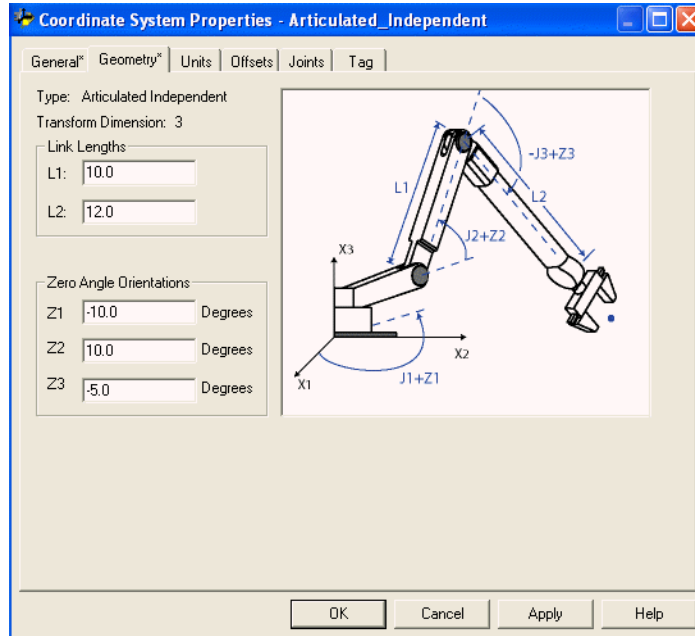 Coordinate System Properties - Articulated_Independent
General* Geometry* Units Offsets Joints Tag
Type: Articulated Independent
Transform Dimension: 3
Link Lengths
L1: 10.0
L2: 12.0
Zero Angle Orientations
Z1 -10.0 Degrees
Z2 10.0 Degrees
Z3 -5.0 Degrees
-J3+Z3
L1
L2
J2+Z2
X3
X2
J1+Z1
X1
OK Cancel Apply Help